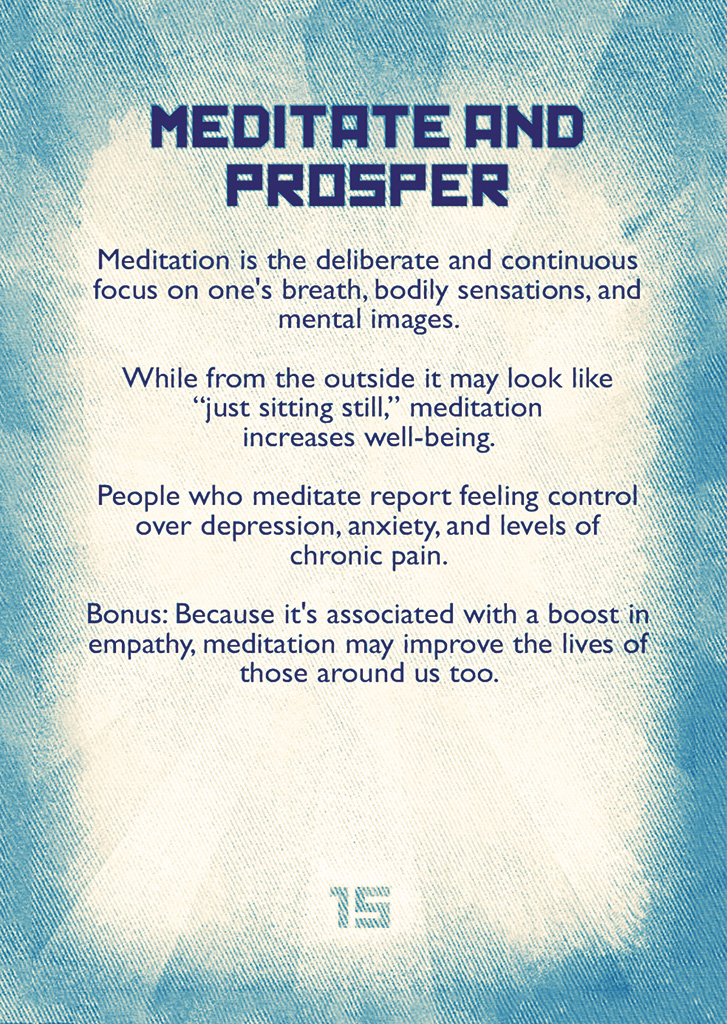 MEDITATE AND
PROSPER
Meditation is the deliberate and continuous
focus on one's breath, bodily sensations, and
mental images.
While from the outside it may look like
“just sitting still,” meditation
increases well-being.
People who meditate report feeling control
over depression, anxiety, and levels of
chronic pain.
Bonus: Because it's associated with a boost in
empathy, meditation may improve the lives of
those around us too.
15